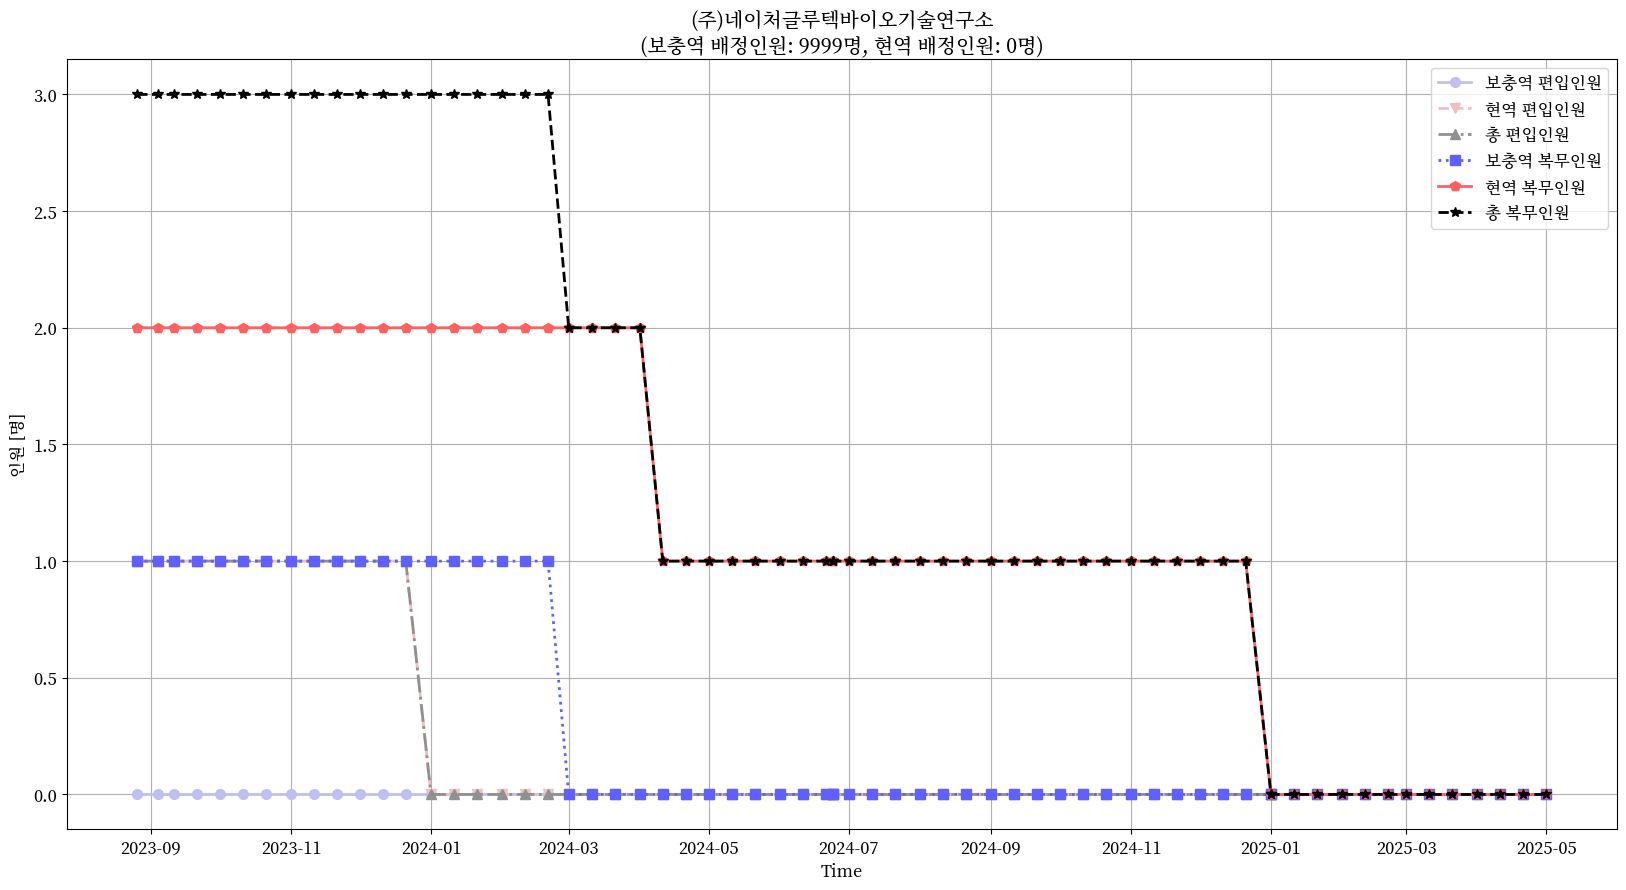 (주)네이처글루텍바이오기술연구소
(보충역 배정인원: 9999명, 현역 배정인원: 0명)
보충역 편입인원
현역 편입인원
총 편입인원
보충역 복무인원
현역 복무인원
총 복무인원
인원 [명]
3.0
2.5
2.0
1.5
1.0
0.5
0.0
2023-09 2023-11 2024-01 2024-03 2024-05 2024-07 2024-09 2024-11 2025-01 2025-03 2025-05
Time